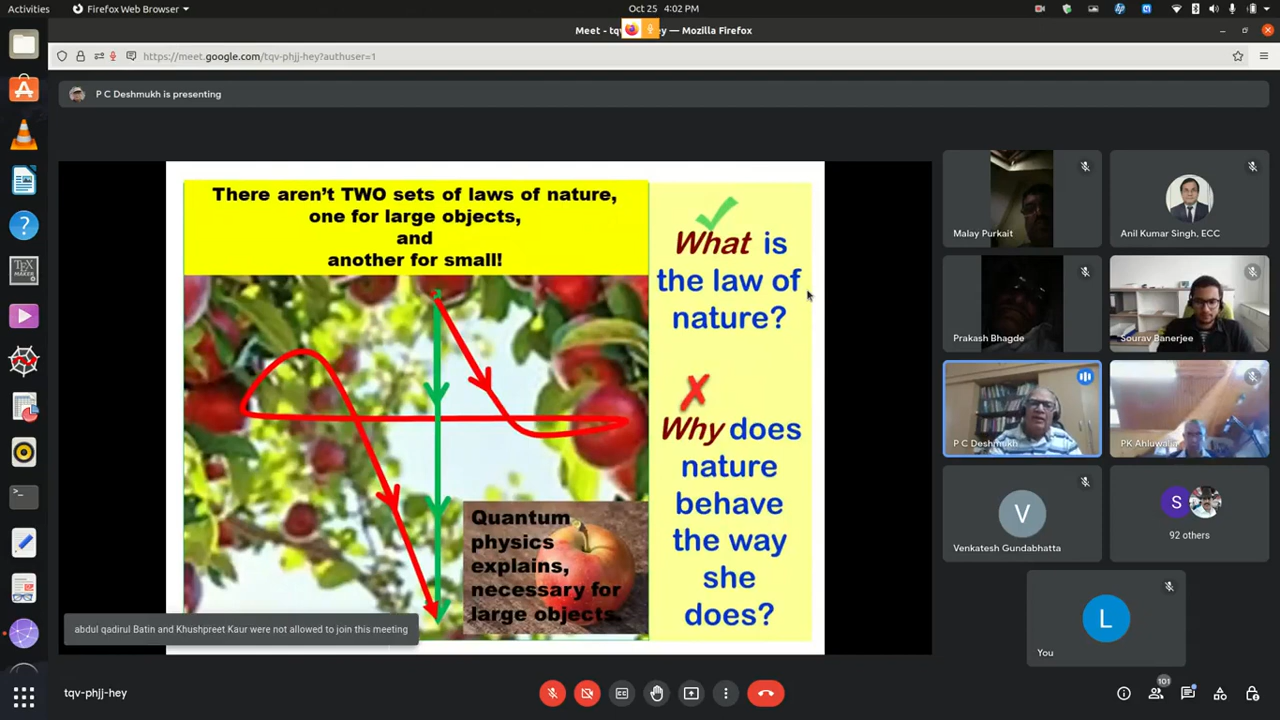 Activities
Firefox Web Browser
Oct 25 4:02 PM
Meet - tq
ey — Mozilla Firefox
https://meet.google.com/tqv-phjj-hey?authuser=1
P C Deshmukh is presenting
There aren't TWO sets of laws of nature,
one for large objects,
and
another for small!
What is
the law of
nature?
Why does
nature
behave
the way
she
does?
Quantum
physics
explains,
necessary for
large objects.
abdul qadirul Batin and Khushpreet Kaur were not allowed to join this meeting
Malay Purkait
Anil Kumar Singh, ECC
Prakash Bhagde
Sourav Banerjee
P C Deshmukh
PK Ahluwalia
V
Venkatesh Gundabhatta
S
92 others
L
You
tqv-phjj-hey
101